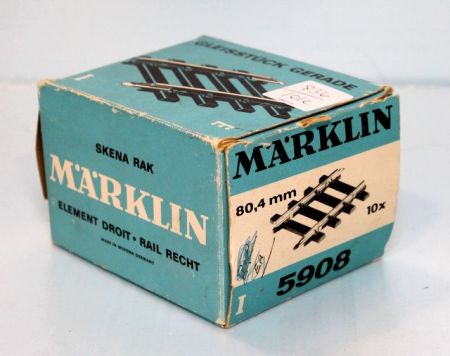 GLEISSTÜCK GERADE
836
I
SKENA RAK
MÄRKLIN
ELEMENT DROIT • RAIL RECHT
MADE IN WESTERN GERMANY
MÄRKLIN
80,4 mm
10x
5908
I